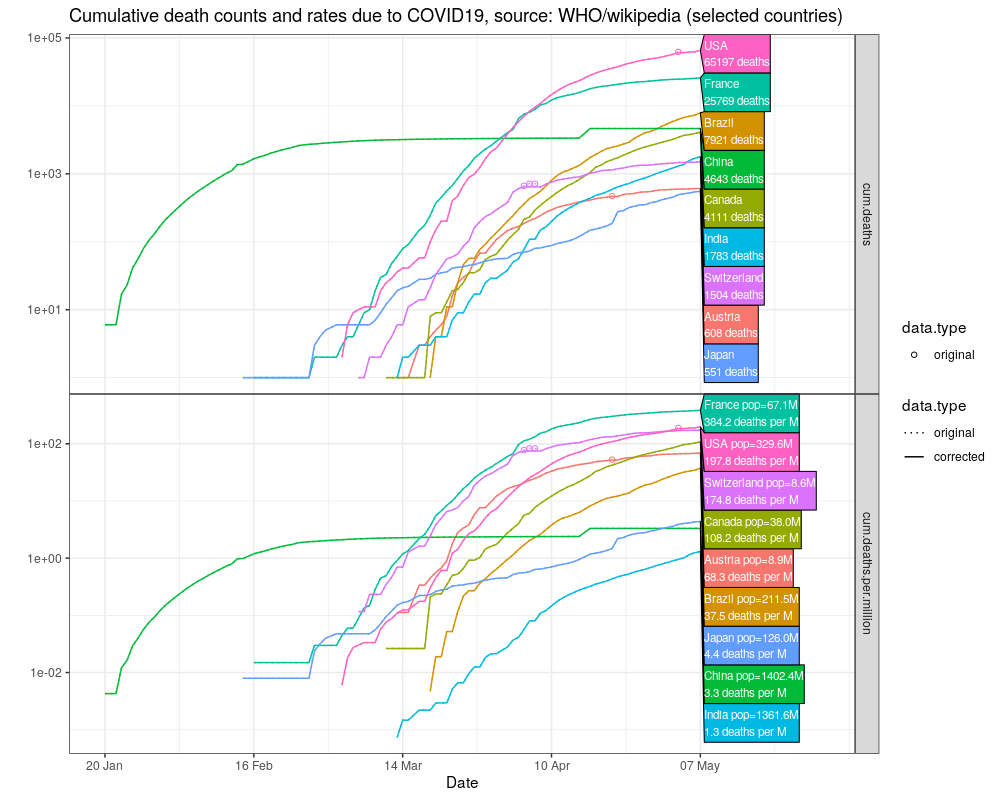 Cumulative death counts and rates due to COVID19, source: WHO/wikipedia (selected countries)
1e+05
1e+03
1e+01
USA
65197 deaths
France
25769 deaths
Brazil
7921 deaths
China
4643 deaths
Canada
4111 deaths
India
1783 deaths
Switzerland
1504 deaths
Austria
608 deaths
Japan
551 deaths
cum.deaths
1e+02
1e+00
1e-02
France pop=67.1M
384.2 deaths per M
USA pop=329.6M
197.8 deaths per M
Switzerland pop=8.6M
174.8 deaths per M
Canada pop=38.0M
108.2 deaths per M
Austria pop=8.9M
68.3 deaths per M
Brazil pop=211.5M
37.5 deaths per M
Japan pop=126.0M
4.4 deaths per M
China pop=1402.4M
3.3 deaths per M
India pop=1361.6M
1.3 deaths per M
cum.deaths.per.million
20 Jan
16 Feb
14 Mar
10 Apr
07 May
Date
data.type
original
data.type
original
corrected